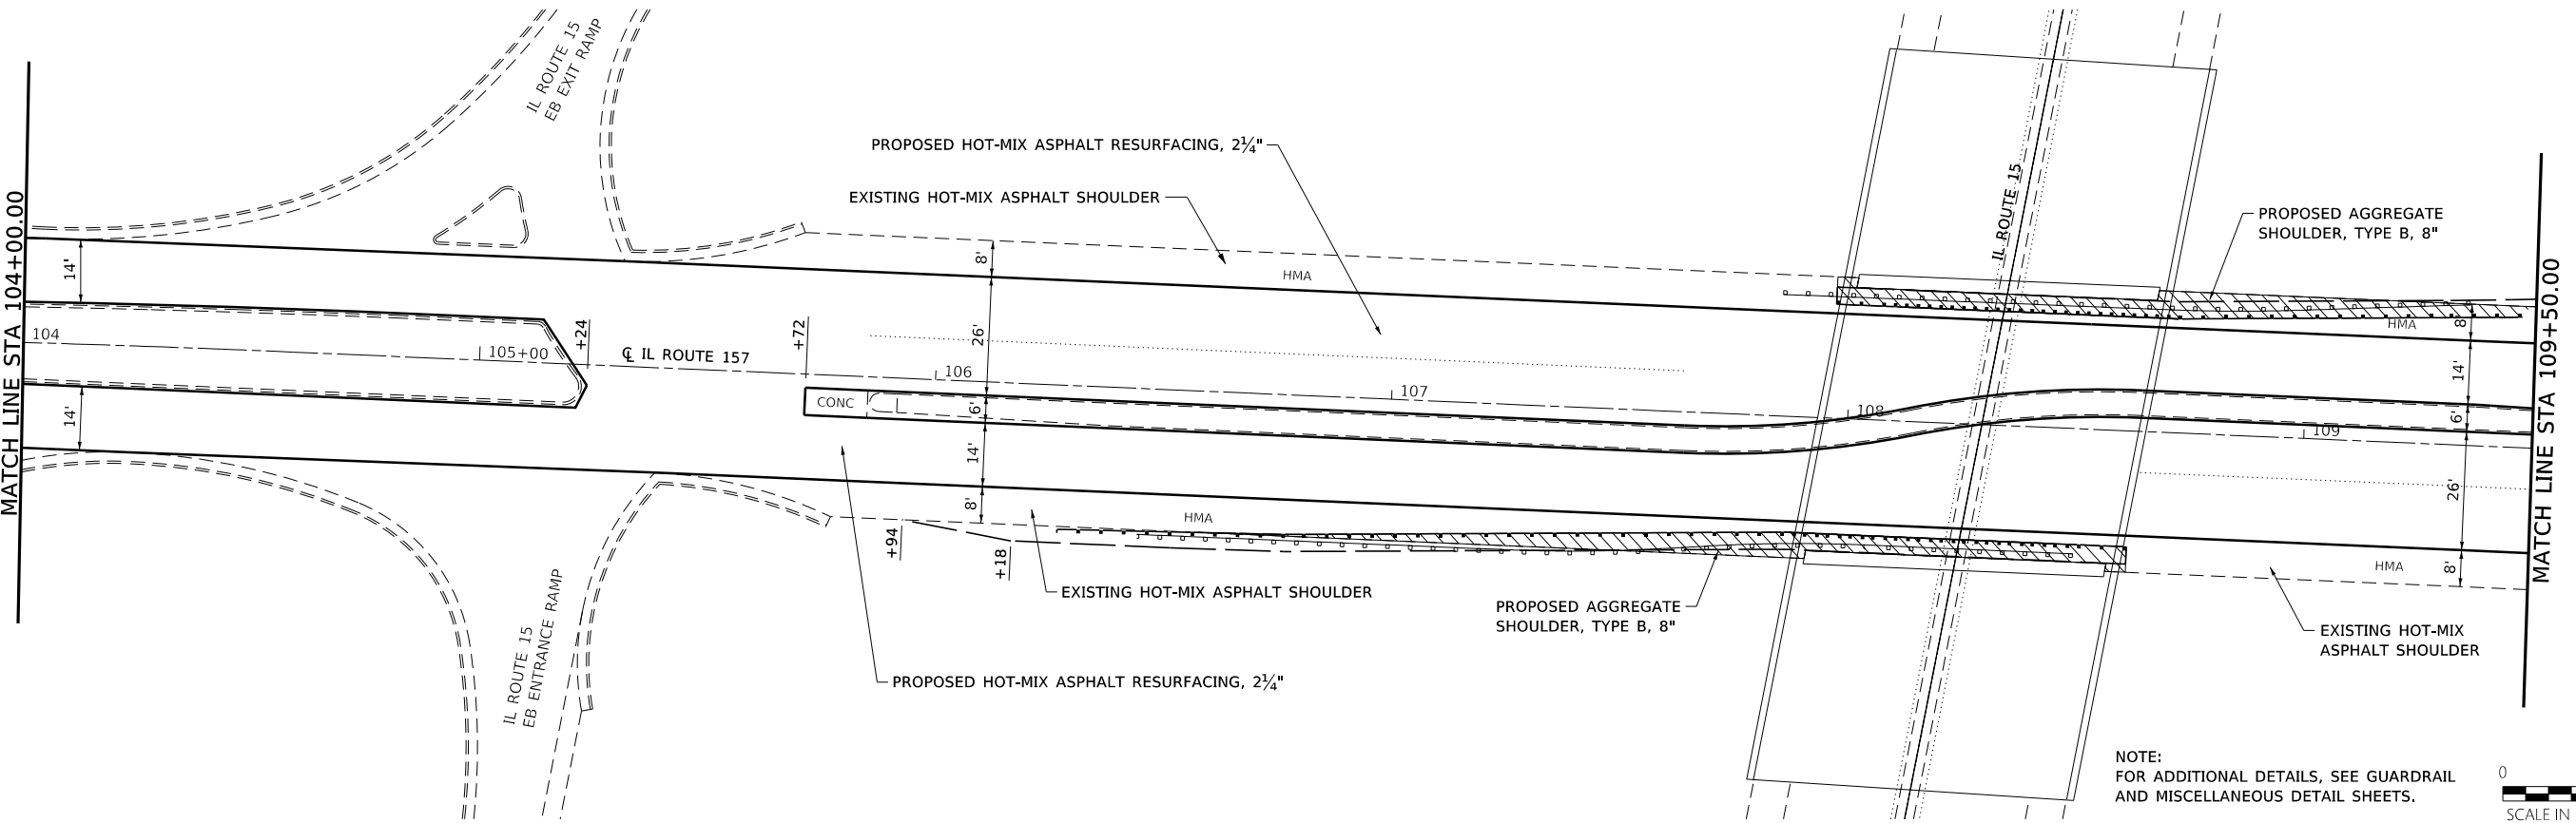 MATCH LINE STA 104+00.00
IL ROUTE 15
EB EXIT RAMP
PROPOSED HOT-MIX ASPHALT RESURFACING, 2¼"
EXISTING HOT-MIX ASPHALT SHOULDER
IL ROUTE 15
PROPOSED AGGREGATE
SHOULDER, TYPE B, 8"
14'
8'
HMA
HMA
8'
104
105+00
+24
℄ IL ROUTE 157
+72
26'
106
107
108
109
14'
14'
CONC
6'
6'
14'
26'
8'
HMA
HMA
8'
+94
+18
EXISTING HOT-MIX ASPHALT SHOULDER
PROPOSED AGGREGATE
SHOULDER, TYPE B, 8"
EXISTING HOT-MIX
ASPHALT SHOULDER
IL ROUTE 15
EB ENTRANCE RAMP
PROPOSED HOT-MIX ASPHALT RESURFACING, 2¼"
MATCH LINE STA 109+50.00
NOTE:
FOR ADDITIONAL DETAILS, SEE GUARDRAIL
AND MISCELLANEOUS DETAIL SHEETS.
0
SCALE IN